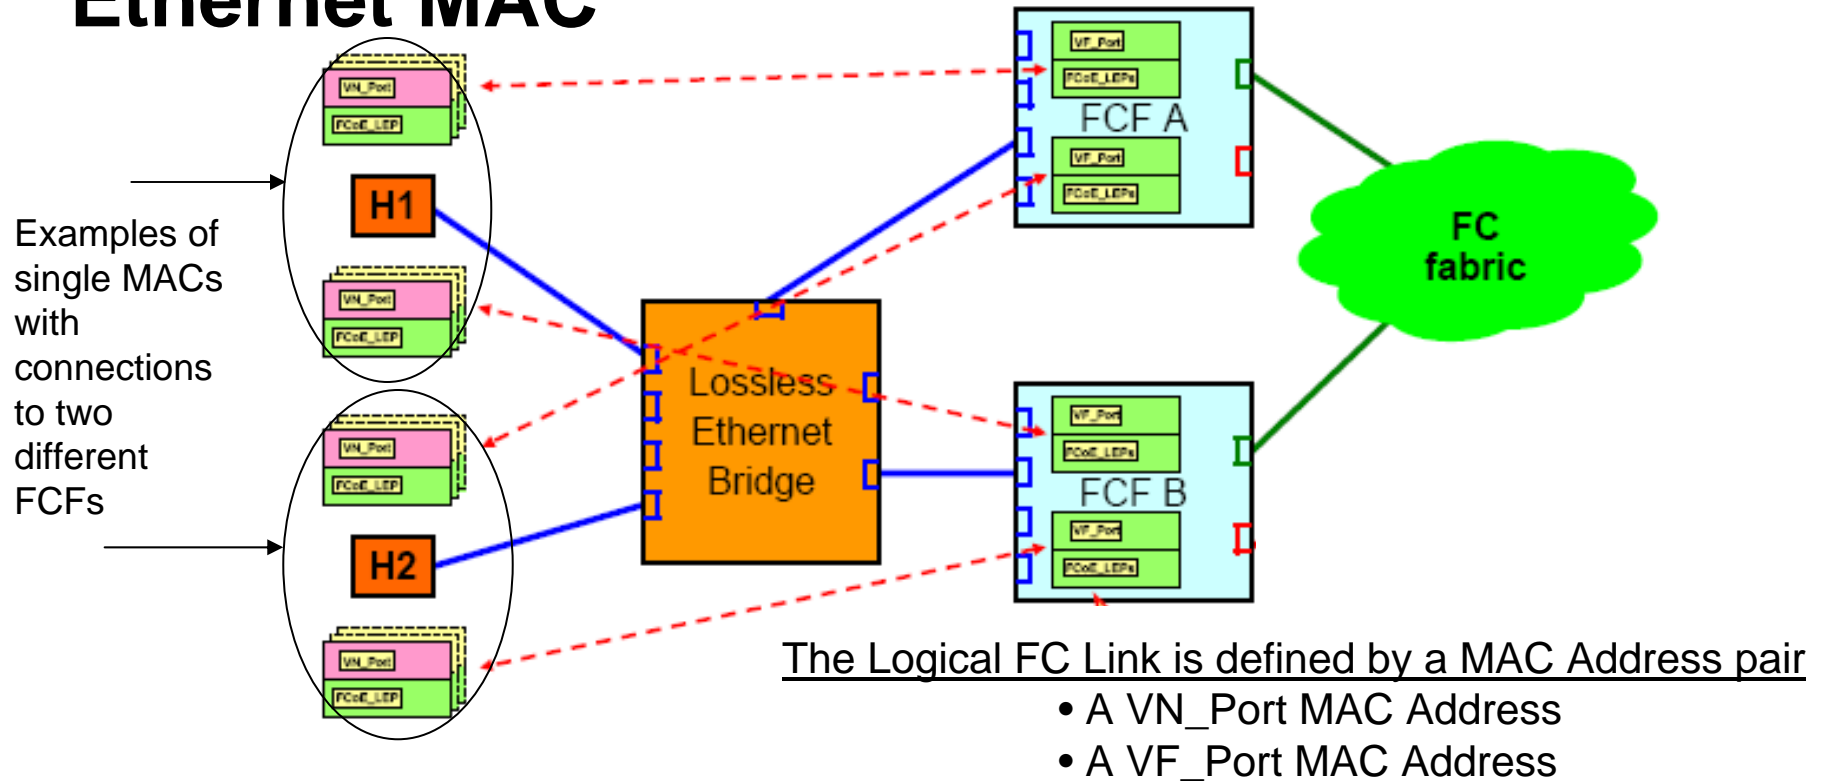 Ethernet MAC
VN_Port
FCoE_LEP
H1
VN_Port
FCoE_LEP
Examples of
single MACs
with
connections
to two
different
FCFs
VN_Port
FCoE_LEP
H2
VN_Port
FCoE_LEP
Lossless
Ethernet
Bridge
VF_Port
FCoE_LEPs
FCF A
VF_Port
FCoE_LEPs
VF_Port
FCoE_LEPs
FCF B
VF_Port
FCoE_LEPs
FC
fabric
The Logical FC Link is defined by a MAC Address pair
• A VN_Port MAC Address
• A VF_Port MAC Address